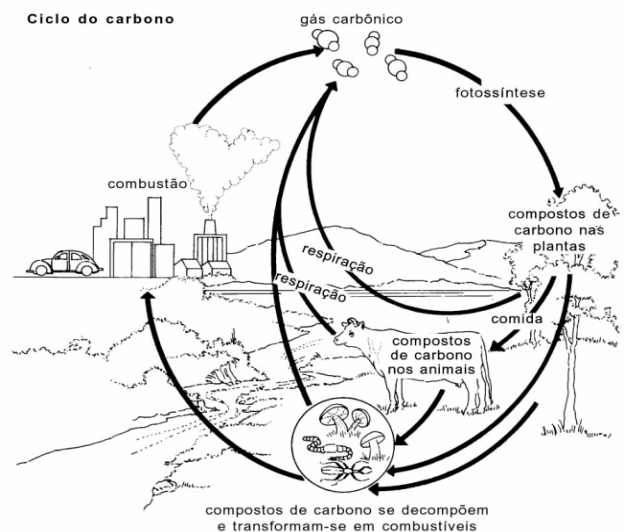 Ciclo do carbono
gás carbônico
fotossíntese
combustão
compostos de
carbono nas
plantas
respiração
respiração
comida
compostos
de carbono
nos animais
compostos de carbono se decompõem
e transformam-se em combustíveis